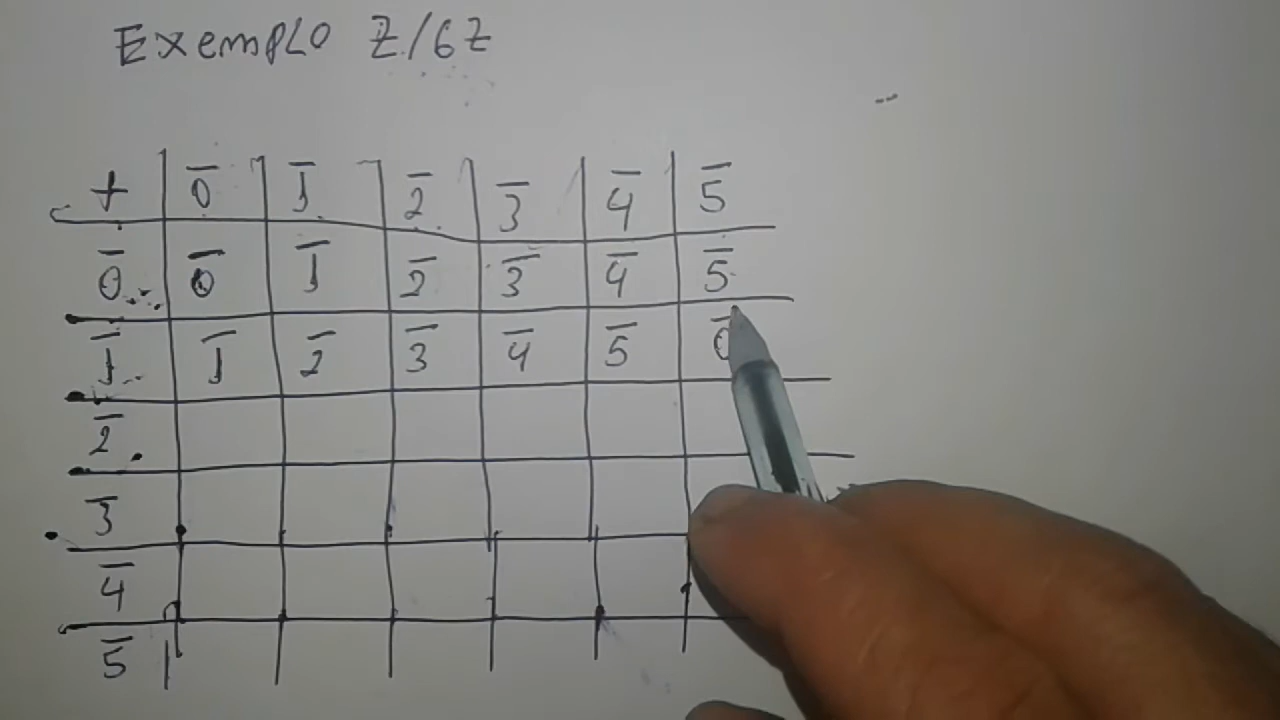 Exemplo Z/6Z
+ 0̅ 1̅ 2̅ 3̅ 4̅ 5̅
0̅ 0̅ 1̅ 2̅ 3̅ 4̅ 5̅
1̅ 1̅ 2̅ 3̅ 4̅ 5̅ 0̅
2̅
3̅
4̅
5̅